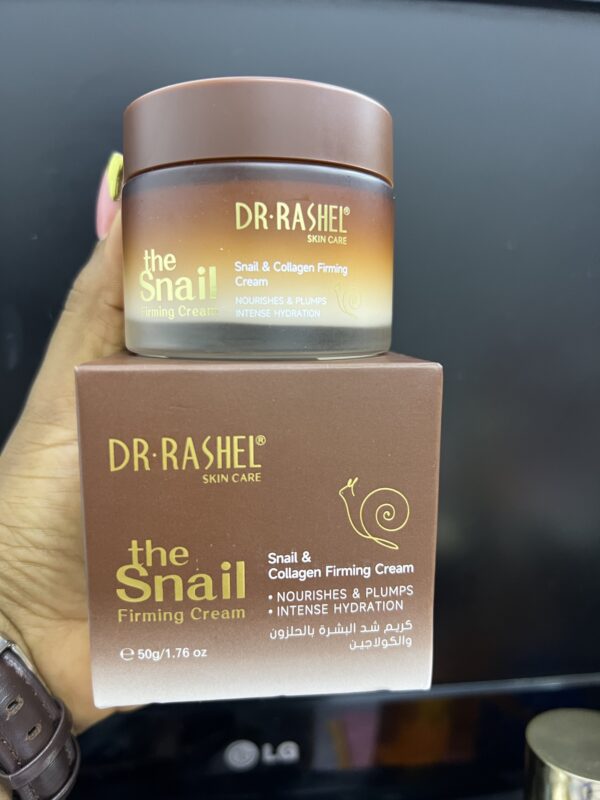 DR·RASHEL®
SKIN CARE
the
Snail
Firming Cream
Snail & Collagen Firming
Cream
NOURISHES & PLUMPS
INTENSE HYDRATION
DR·RASHEL®
SKIN CARE
the
Snail
Firming Cream
Snail &
Collagen Firming Cream
• NOURISHES & PLUMPS
• INTENSE HYDRATION
كريم شد البشرة بالحلزون
والكولاجين
℮ 50g/1.76 oz
LG